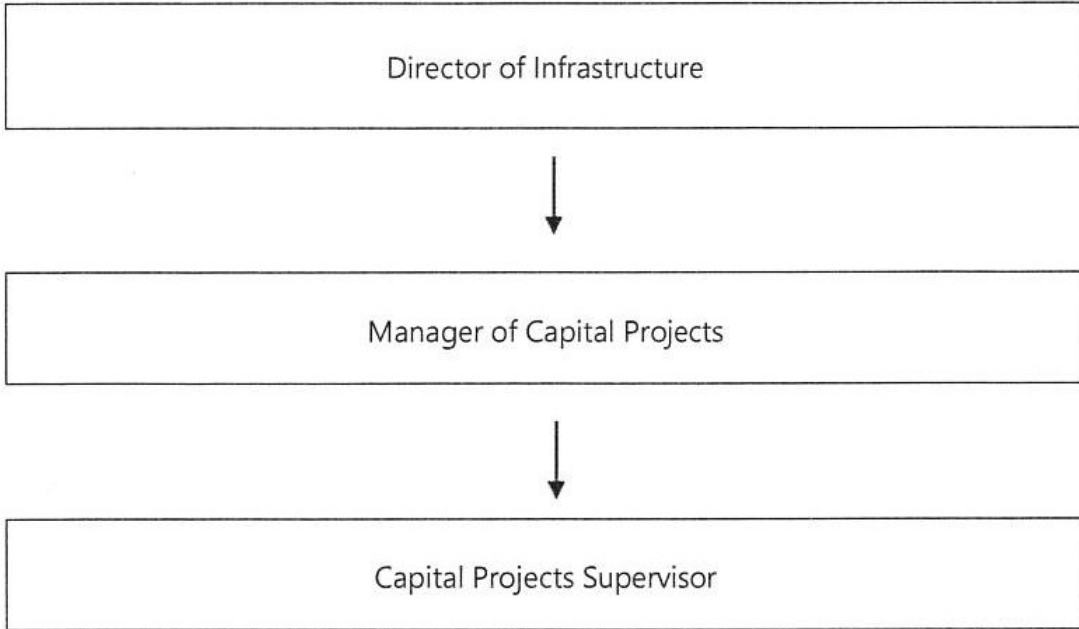 Director of Infrastructure
Manager of Capital Projects
Capital Projects Supervisor